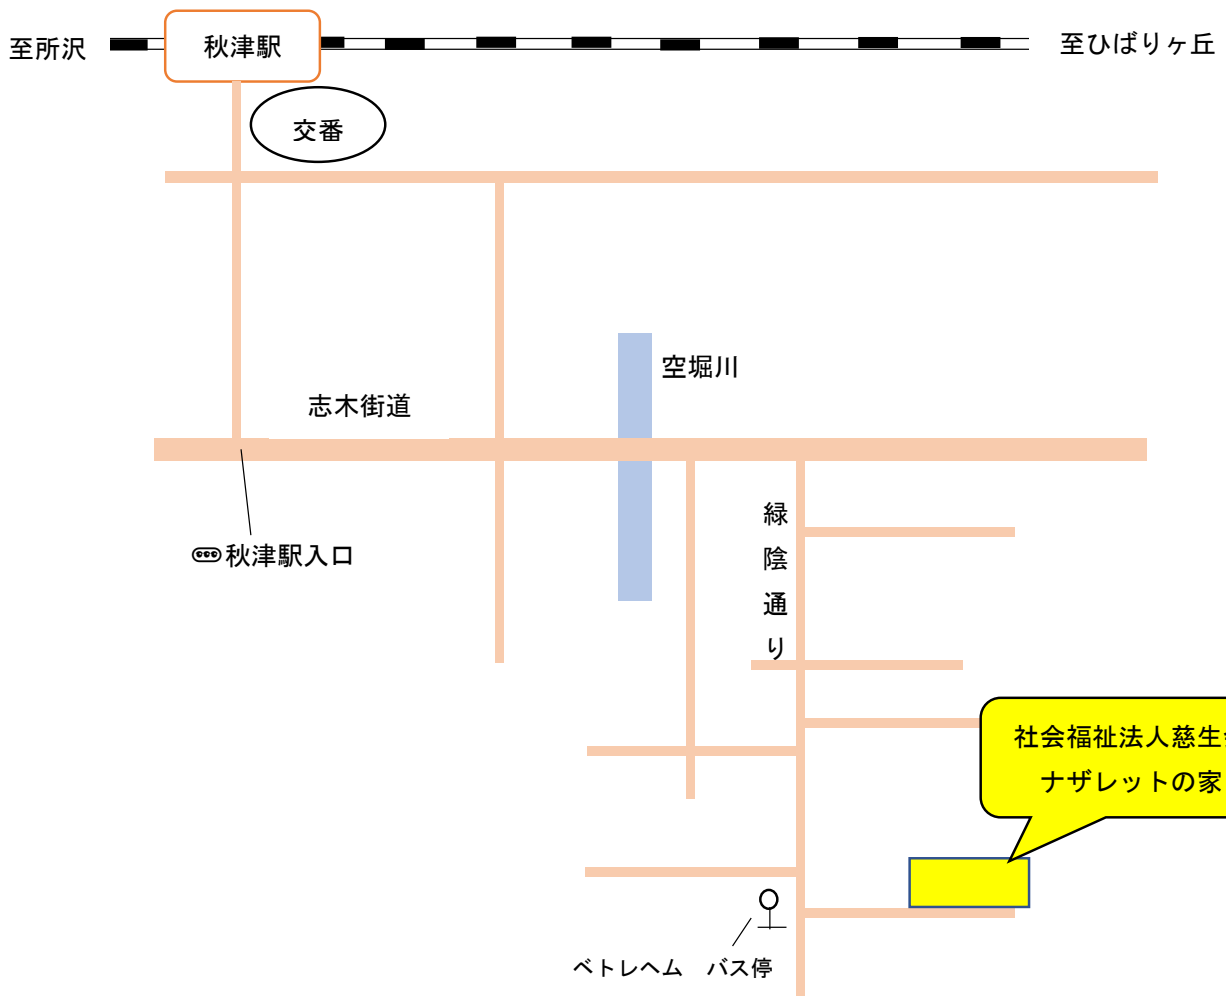 至所沢
秋津駅
至ひばりヶ丘
交番
空堀川
志木街道
緑陰通り
秋津駅入口
社会福祉法人慈生
ナザレットの家
ベトレヘム バス停